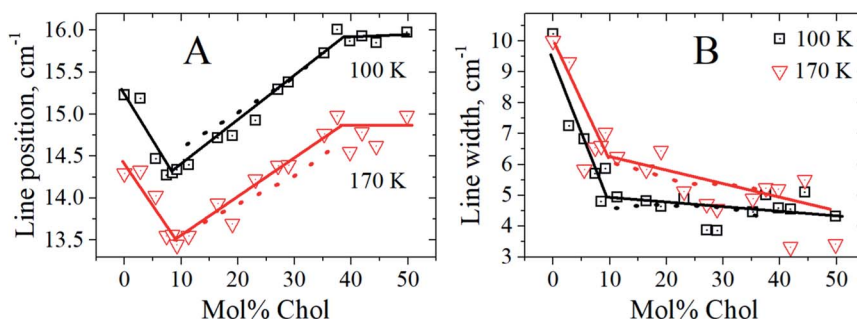 A
B
Line position, cm⁻¹
16.0
15.5
15.0
14.5
14.0
13.5
100 K
170 K
0 10 20 30 40 50
Mol% Chol
Line width, cm⁻¹
10
9
8
7
6
5
4
3
100 K
170 K
0 10 20 30 40 50
Mol% Chol